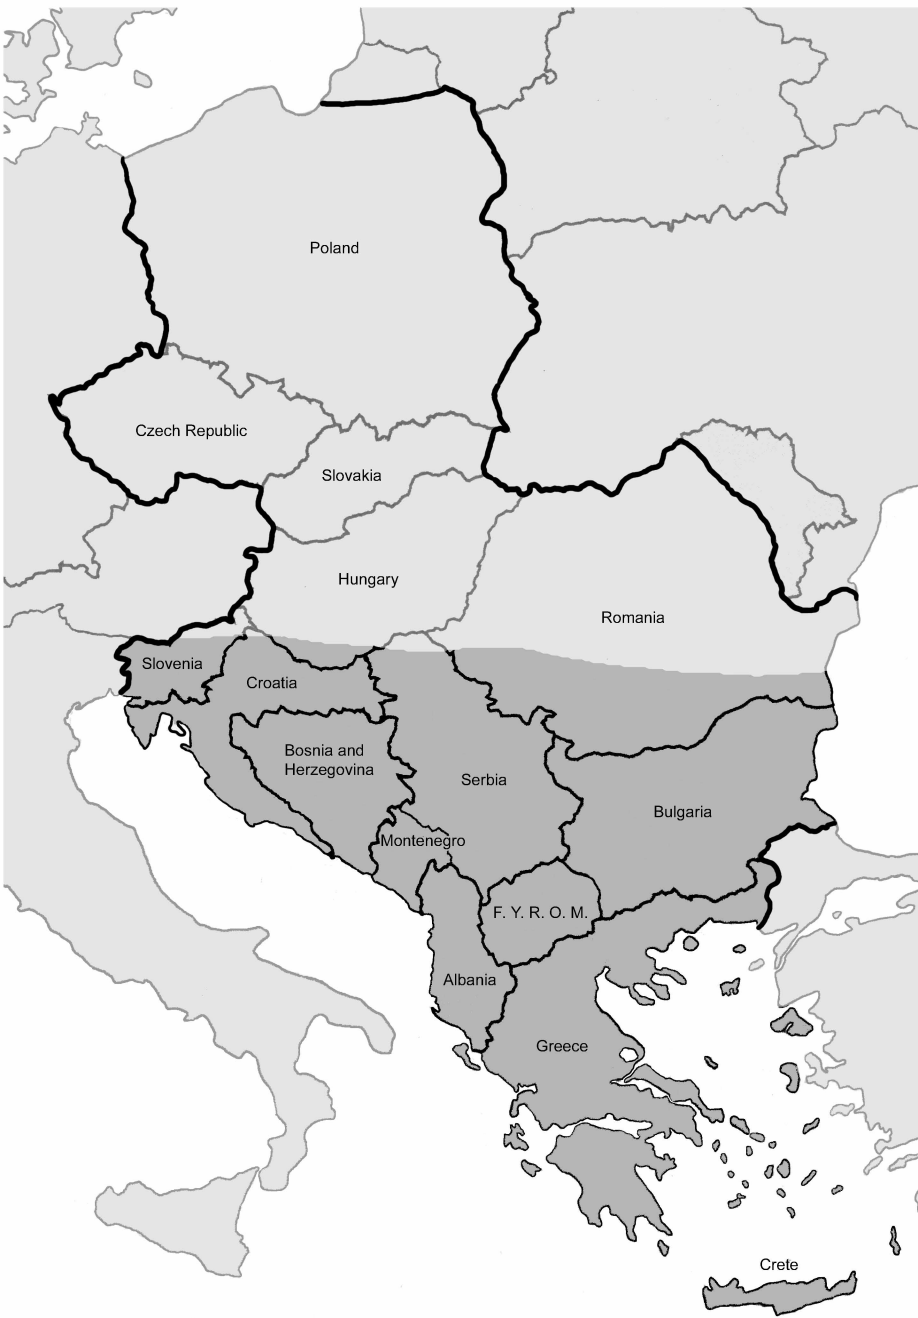 Poland
Czech Republic
Slovakia
Hungary
Romania
Slovenia
Croatia
Bosnia and
Herzegovina
Serbia
Bulgaria
Montenegro
F. Y. R. O. M.
Albania
Greece
Crete